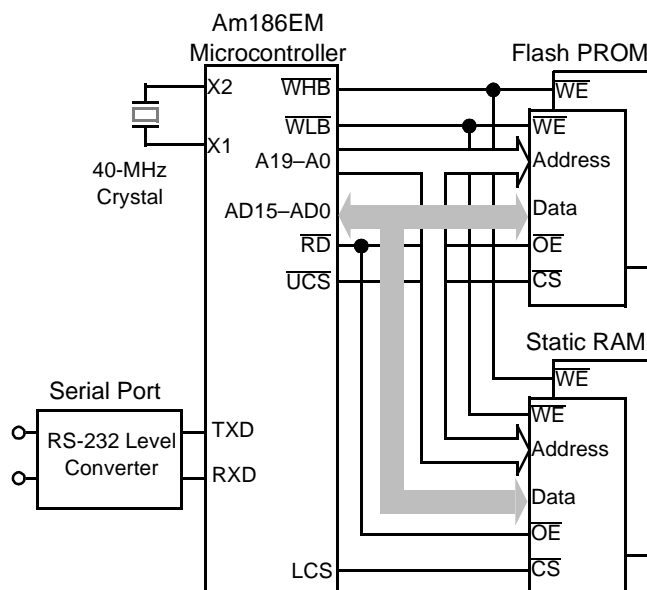 Am186EM
Microcontroller
Flash PROM
X2
WHB
WE
WLB
WE
X1
A19–A0
Address
40-MHz
Crystal
AD15–AD0
Data
RD
OE
UCS
CS
Static RAM
WE
Serial Port
WE
RS-232 Level
Converter
TXD
Address
RXD
Data
OE
LCS
CS